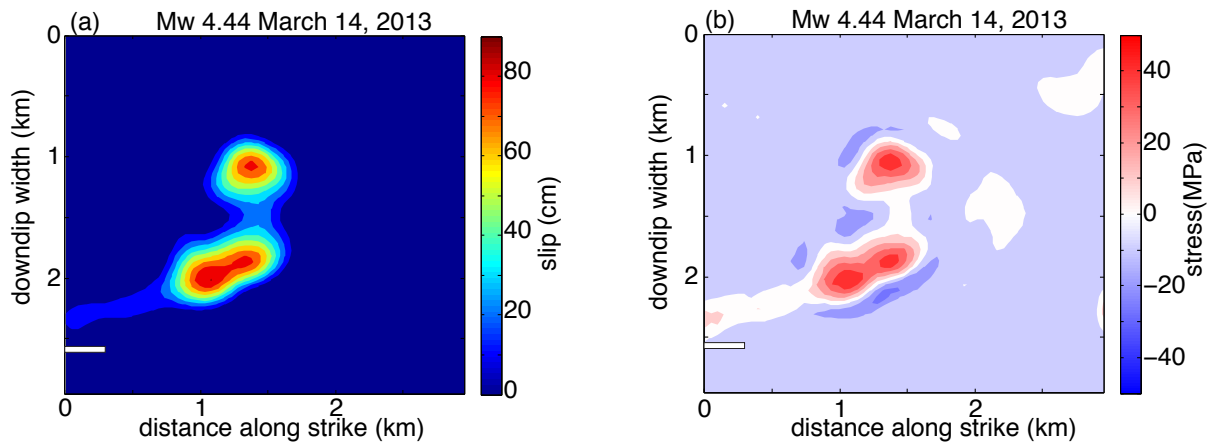 (a) Mw 4.44 March 14, 2013
0
1
2
downdip width (km)
0
1
2
distance along strike (km)
80
60
40
20
0
slip (cm)
(b) Mw 4.44 March 14, 2013
0
1
2
downdip width (km)
0
1
2
distance along strike (km)
40
20
0
−20
−40
stress(MPa)